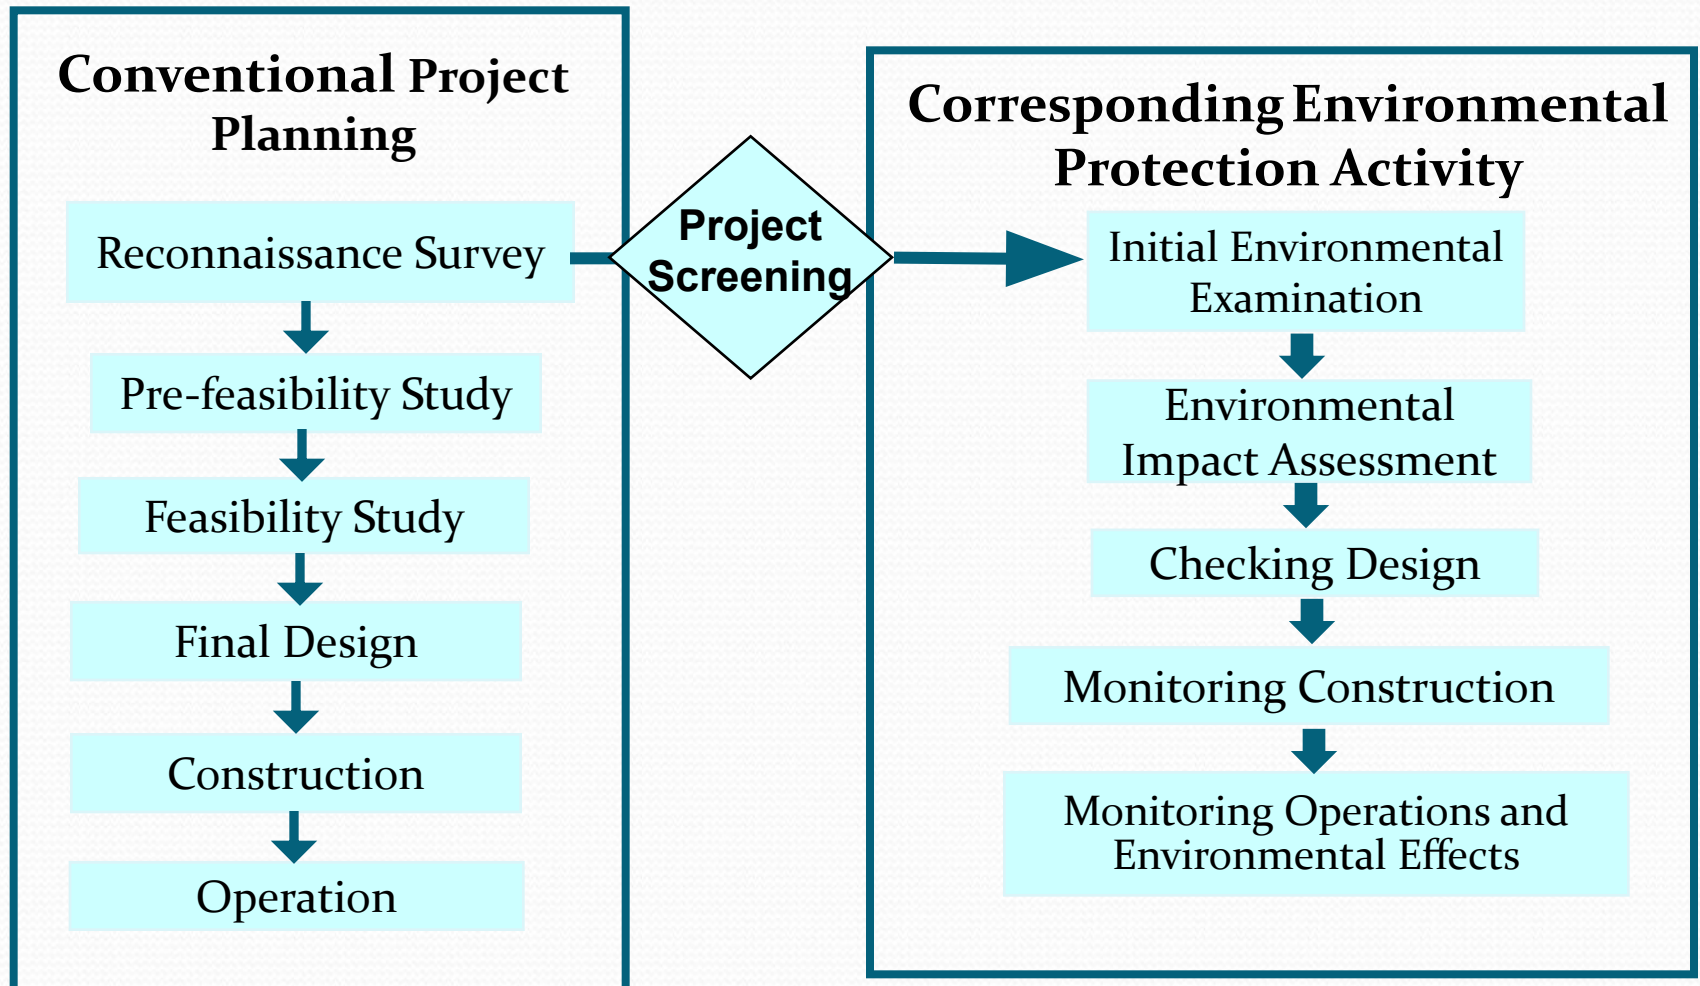 Conventional Project
Planning
Reconnaissance Survey
Pre-feasibility Study
Feasibility Study
Final Design
Construction
Operation
Project
Screening
Corresponding Environmental
Protection Activity
Initial Environmental
Examination
Environmental
Impact Assessment
Checking Design
Monitoring Construction
Monitoring Operations and
Environmental Effects